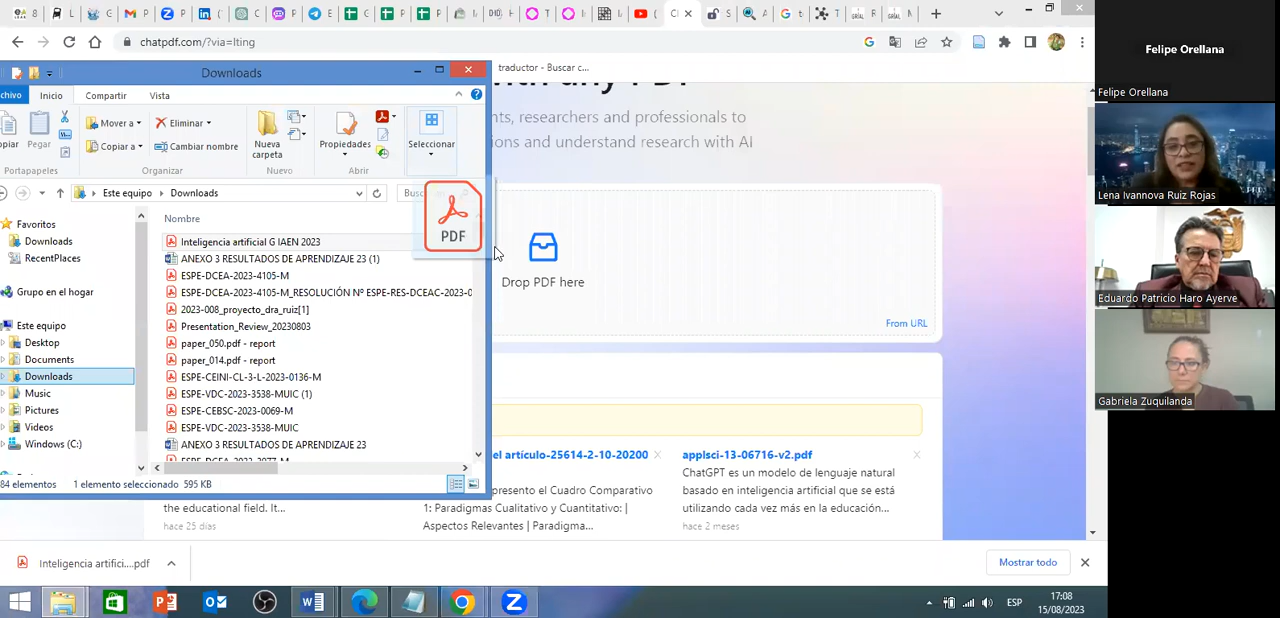 chatpdf.com/?via=lting
Downloads
traductor - Buscar c...
Inicio
Compartir
Vista
Pegar
Mover a
Copiar a
Eliminar
Cambiar nombre
Nueva carpeta
Propiedades
Seleccionar
Portapapeles
Organizar
Nuevo
Abrir
Este equipo
Downloads
Favoritos
Downloads
RecentPlaces
Grupo en el hogar
Este equipo
Desktop
Documents
Downloads
Music
Pictures
Videos
Windows (C:)
Nombre
Inteligencia artificial G IAEN 2023
ANEXO 3 RESULTADOS DE APRENDIZAJE 23 (1)
ESPE-DCEA-2023-4105-M
ESPE-DCEA-2023-4105-M_RESOLUCIÓN Nº ESPE-RES-DCEAC-2023-0
2023-008_proyecto_dra_ruiz[1]
Presentation_Review_20230803
paper_050.pdf - report
paper_014.pdf - report
ESPE-CEINI-CL-3-L-2023-0136-M
ESPE-VDC-2023-3538-MUIC (1)
ESPE-CEBSC-2023-0069-M
ESPE-VDC-2023-3538-MUIC
ANEXO 3 RESULTADOS DE APRENDIZAJE 23
84 elementos
1 elemento seleccionado 595 KB
PDF
with any PDF
nts, researchers and professionals to
ions and understand research with AI
Drop PDF here
From URL
the educational field. It...
hace 25 días
el artículo-25614-2-10-20200
presento el Cuadro Comparativo
1: Paradigmas Cualitativo y Cuantitativo: |
Aspectos Relevantes | Paradigma...
applsci-13-06716-v2.pdf
ChatGPT es un modelo de lenguaje natural
basado en inteligencia artificial que se está
utilizando cada vez más en la educación...
hace 2 meses
Inteligencia artifici....pdf
Mostrar todo
ESP
17:08
15/08/2023
Felipe Orellana
Felipe Orellana
Lena Ivannova Ruiz Rojas
Eduardo Patricio Haro Ayerve
Gabriela Zuquilanda